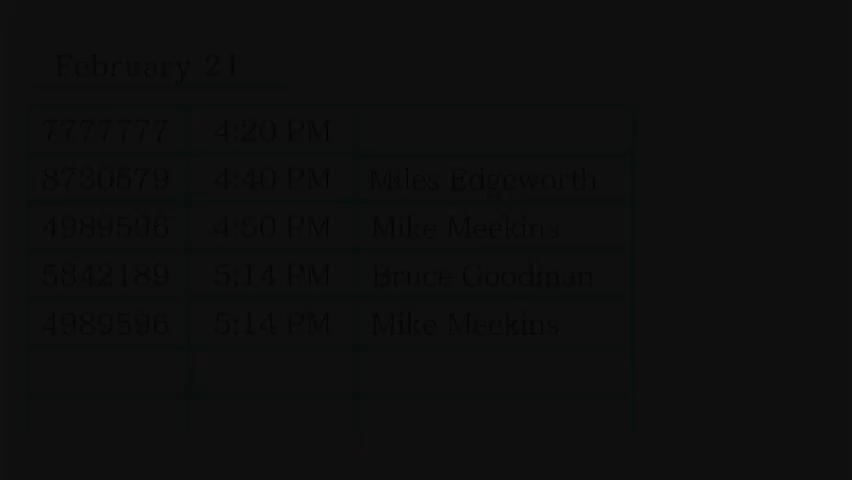 February 21
7777777 4:20 PM
8730579 4:40 PM Miles Edgeworth
4989596 4:50 PM Mike Meekins
5842189 5:14 PM Bruce Goodman
4989596 5:14 PM Mike Meekins